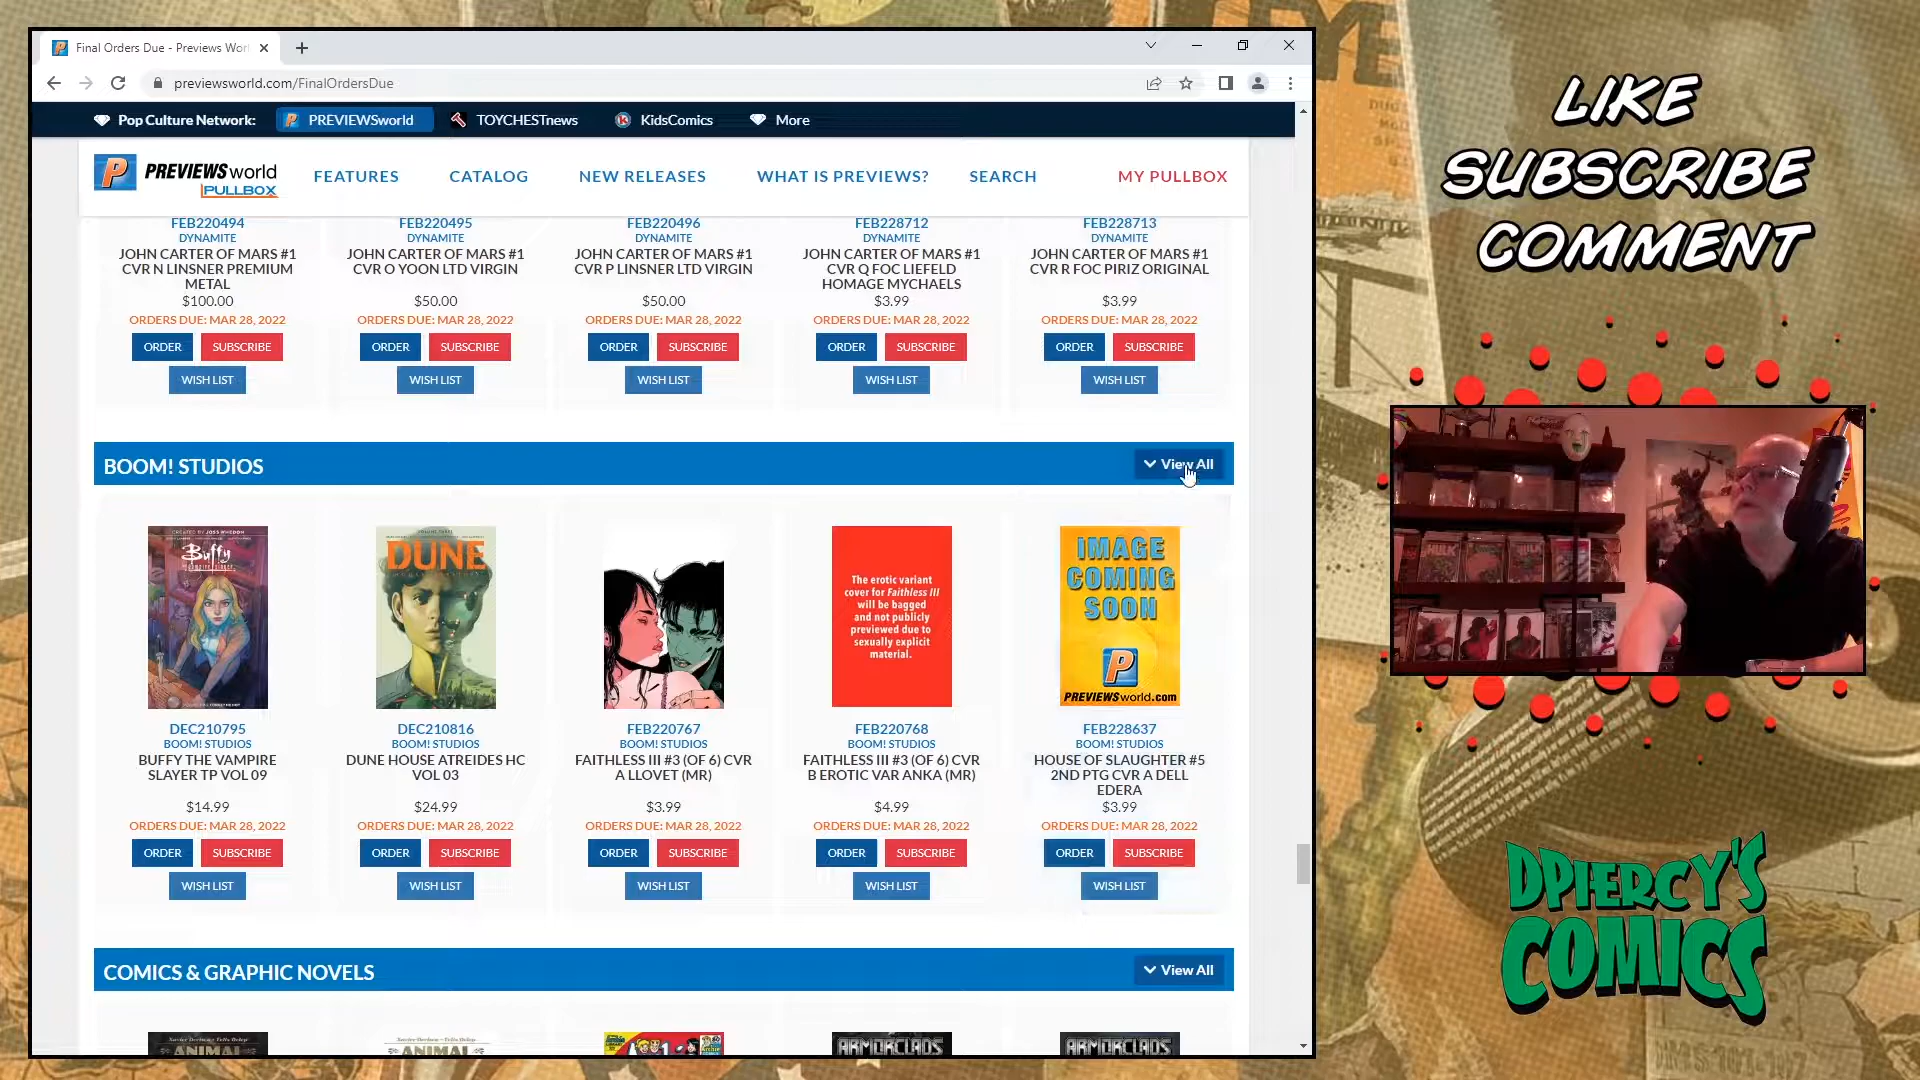 Final Orders Due - Previews Wor
previewsworld.com/FinalOrdersDue
Pop Culture Network:
PREVIEWSworld
TOYCHESTnews
KidsComics
More
PREVIEWSworld
PULLBOX
FEATURES
CATALOG
NEW RELEASES
WHAT IS PREVIEWS?
SEARCH
MY PULLBOX
FEB220494
DYNAMITE
JOHN CARTER OF MARS #1
CVR N LINSNER PREMIUM
METAL
$100.00
ORDERS DUE: MAR 28, 2022
ORDER
SUBSCRIBE
WISH LIST
FEB220495
DYNAMITE
JOHN CARTER OF MARS #1
CVR O YOON LTD VIRGIN
$50.00
ORDERS DUE: MAR 28, 2022
ORDER
SUBSCRIBE
WISH LIST
FEB220496
DYNAMITE
JOHN CARTER OF MARS #1
CVR P LINSNER LTD VIRGIN
$50.00
ORDERS DUE: MAR 28, 2022
ORDER
SUBSCRIBE
WISH LIST
FEB228712
DYNAMITE
JOHN CARTER OF MARS #1
CVR Q FOC LIEFELD
HOMAGE MYCHAELS
$3.99
ORDERS DUE: MAR 28, 2022
ORDER
SUBSCRIBE
WISH LIST
FEB228713
DYNAMITE
JOHN CARTER OF MARS #1
CVR R FOC PIRIZ ORIGINAL
$3.99
ORDERS DUE: MAR 28, 2022
ORDER
SUBSCRIBE
WISH LIST
BOOM! STUDIOS
View All
CREATED BY JOSS WHEDON
Buffy
DEC210795
BOOM! STUDIOS
BUFFY THE VAMPIRE
SLAYER TP VOL 09
$14.99
ORDERS DUE: MAR 28, 2022
ORDER
SUBSCRIBE
WISH LIST
DUNE
DEC210816
BOOM! STUDIOS
DUNE HOUSE ATREIDES HC
VOL 03
$24.99
ORDERS DUE: MAR 28, 2022
ORDER
SUBSCRIBE
WISH LIST
FEB220767
BOOM! STUDIOS
FAITHLESS III #3 (OF 6) CVR
A LLOVET (MR)
$3.99
ORDERS DUE: MAR 28, 2022
ORDER
SUBSCRIBE
WISH LIST
The erotic variant
cover for Faithless III
will be bagged
and not publicly
previewed due to
sexually explicit
material.
FEB220768
BOOM! STUDIOS
FAITHLESS III #3 (OF 6) CVR
B EROTIC VAR ANKA (MR)
$4.99
ORDERS DUE: MAR 28, 2022
ORDER
SUBSCRIBE
WISH LIST
IMAGE
COMING
SOON
PREVIEWSworld.com
FEB228637
BOOM! STUDIOS
HOUSE OF SLAUGHTER #5
2ND PTG CVR A DELL
EDERA
$3.99
ORDERS DUE: MAR 28, 2022
ORDER
SUBSCRIBE
WISH LIST
COMICS & GRAPHIC NOVELS
View All
ANIMAL
ANIMAL
ARMORCLADS
ARMORCLADS
LIKE
SUBSCRIBE
COMMENT
HULK
DPIERCY'S
COMICS